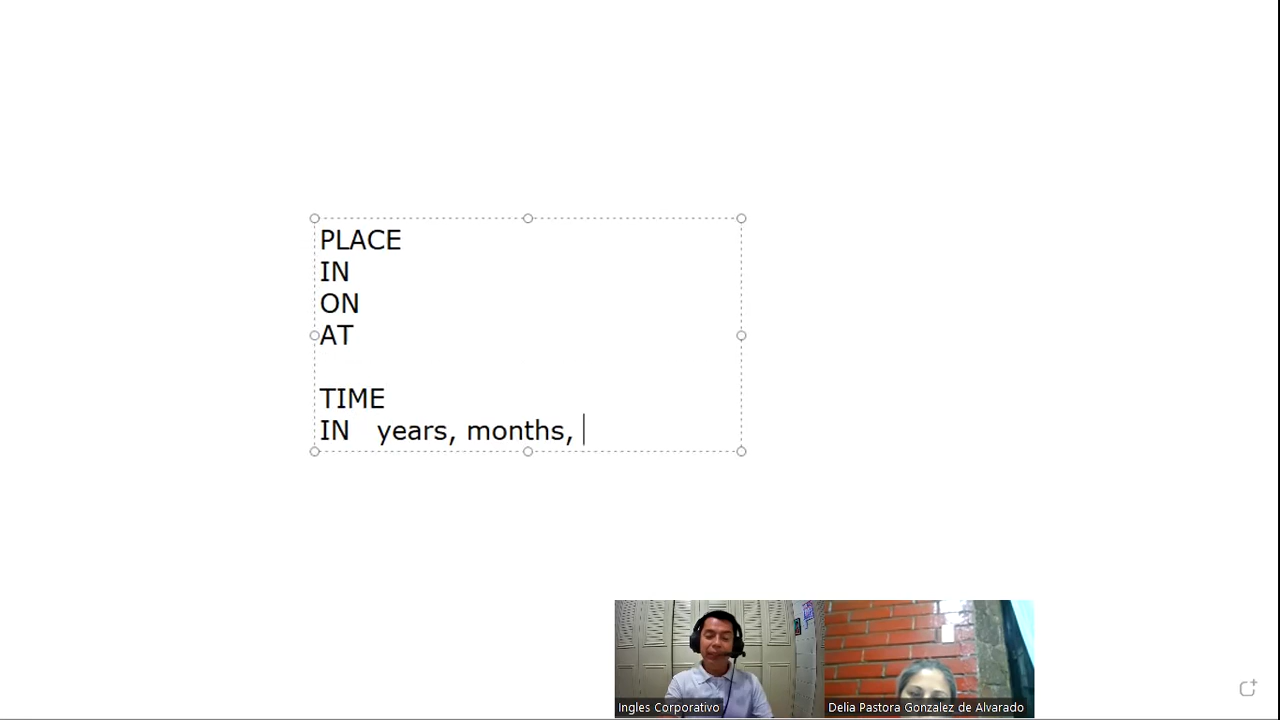 PLACE
IN
ON
AT
TIME
IN years, months,
Ingles Corporativo
Delia Pastora Gonzalez de Alvarado